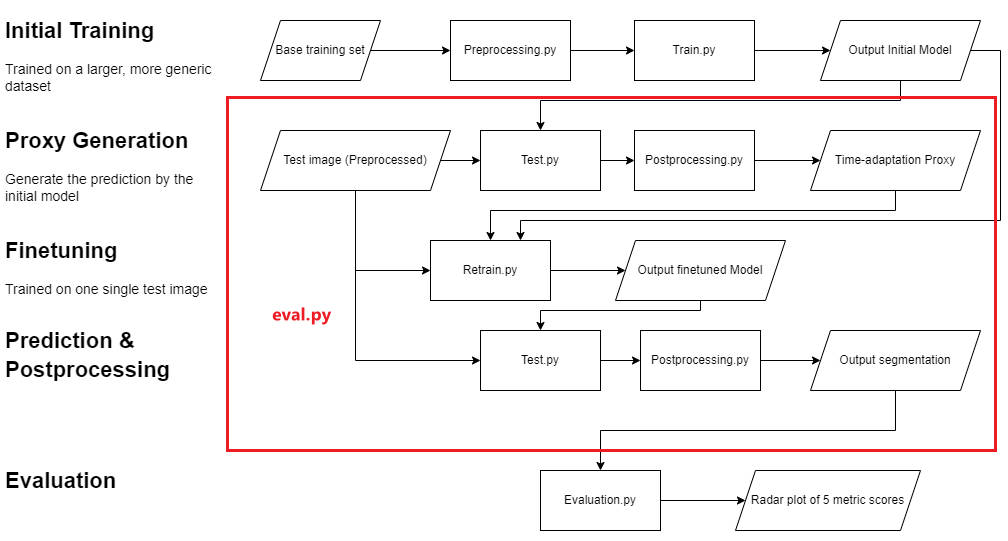 Initial Training
Trained on a larger, more generic
dataset
Base training set
Preprocessing.py
Train.py
Output Initial Model
Proxy Generation
Generate the prediction by the
initial model
Test image (Preprocessed)
Test.py
Postprocessing.py
Time-adaptation Proxy
Finetuning
Trained on one single test image
Retrain.py
Output finetuned Model
eval.py
Prediction &
Postprocessing
Test.py
Postprocessing.py
Output segmentation
Evaluation
Evaluation.py
Radar plot of 5 metric scores